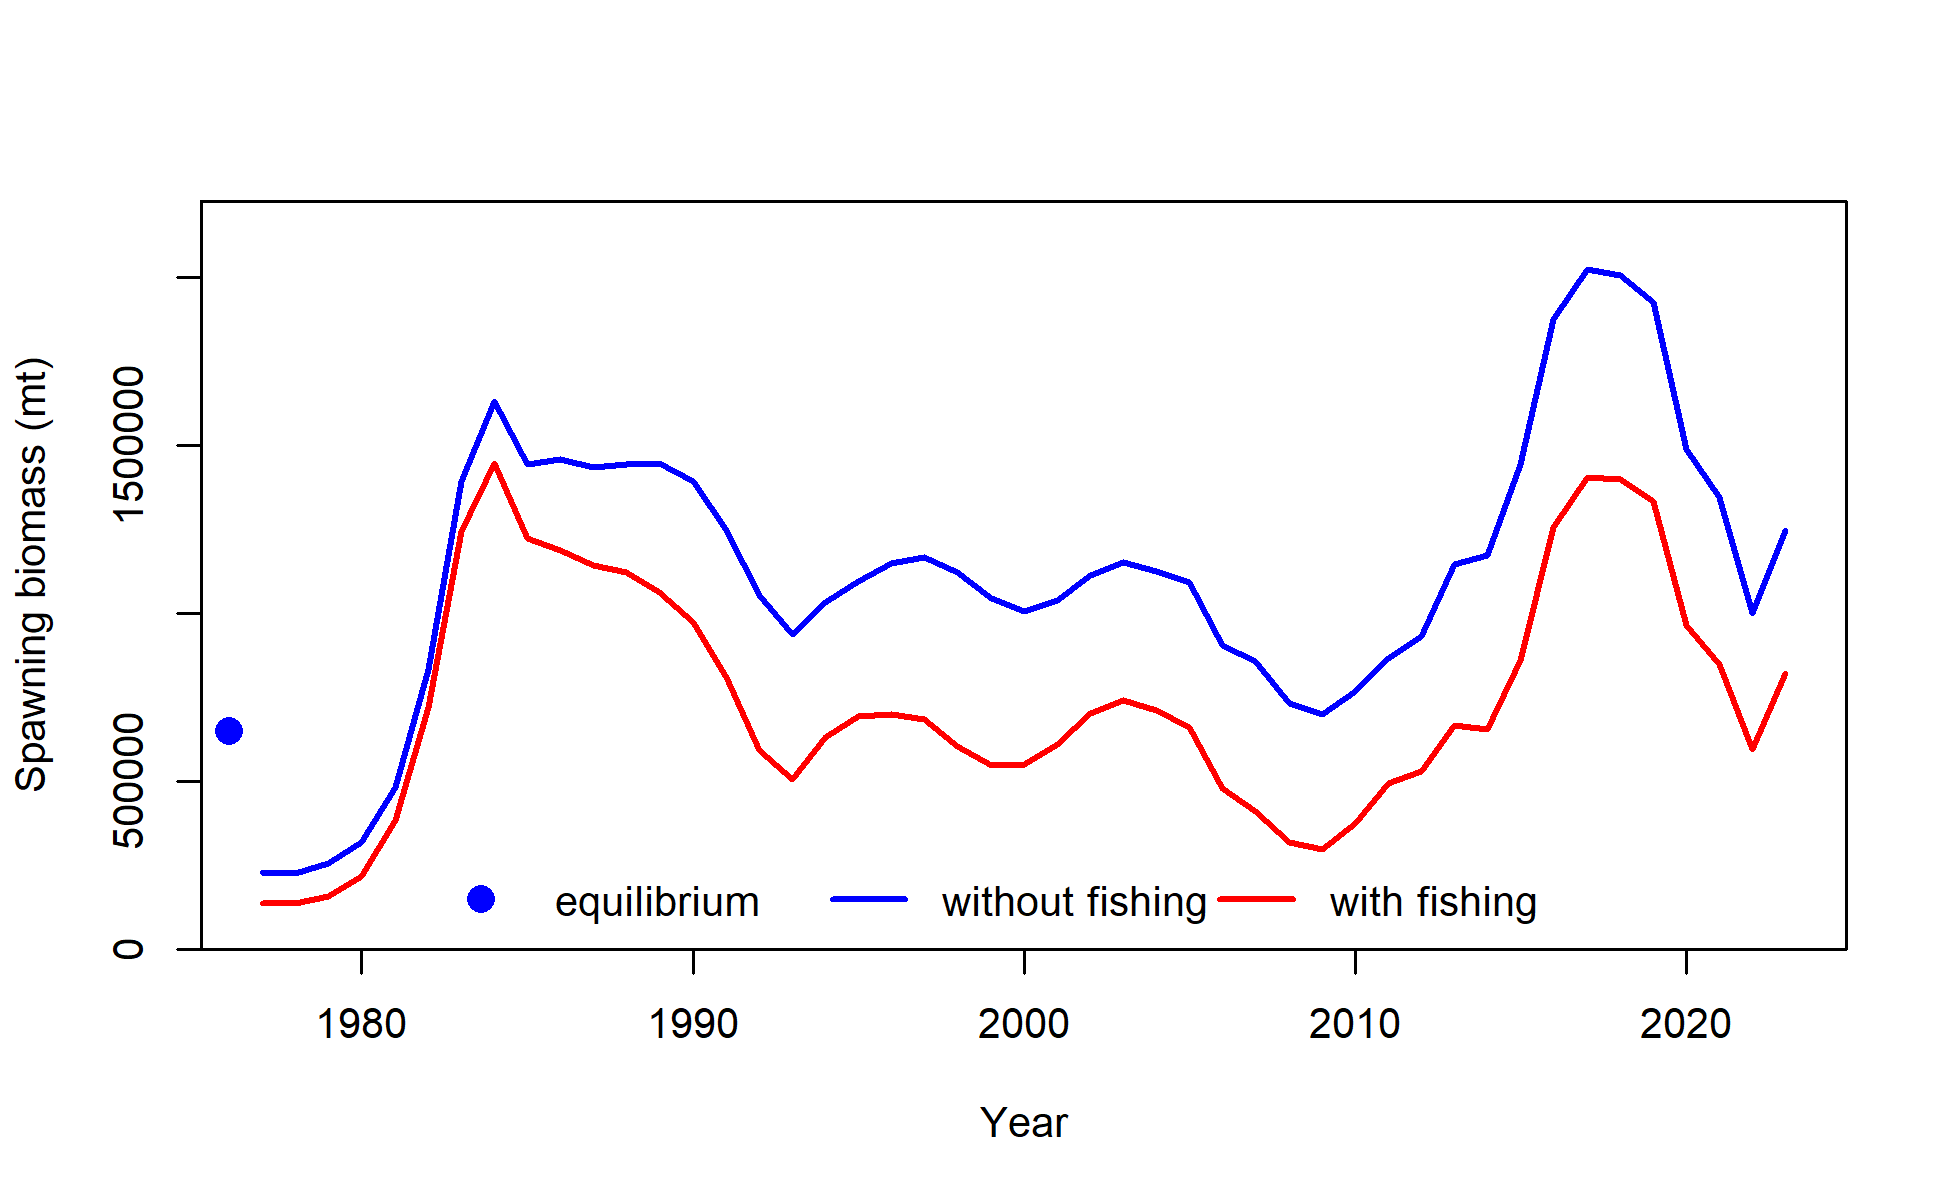 Spawning biomass (mt)
1500000
500000
0
equilibrium without fishing with fishing
1980 1990 2000 2010 2020
Year